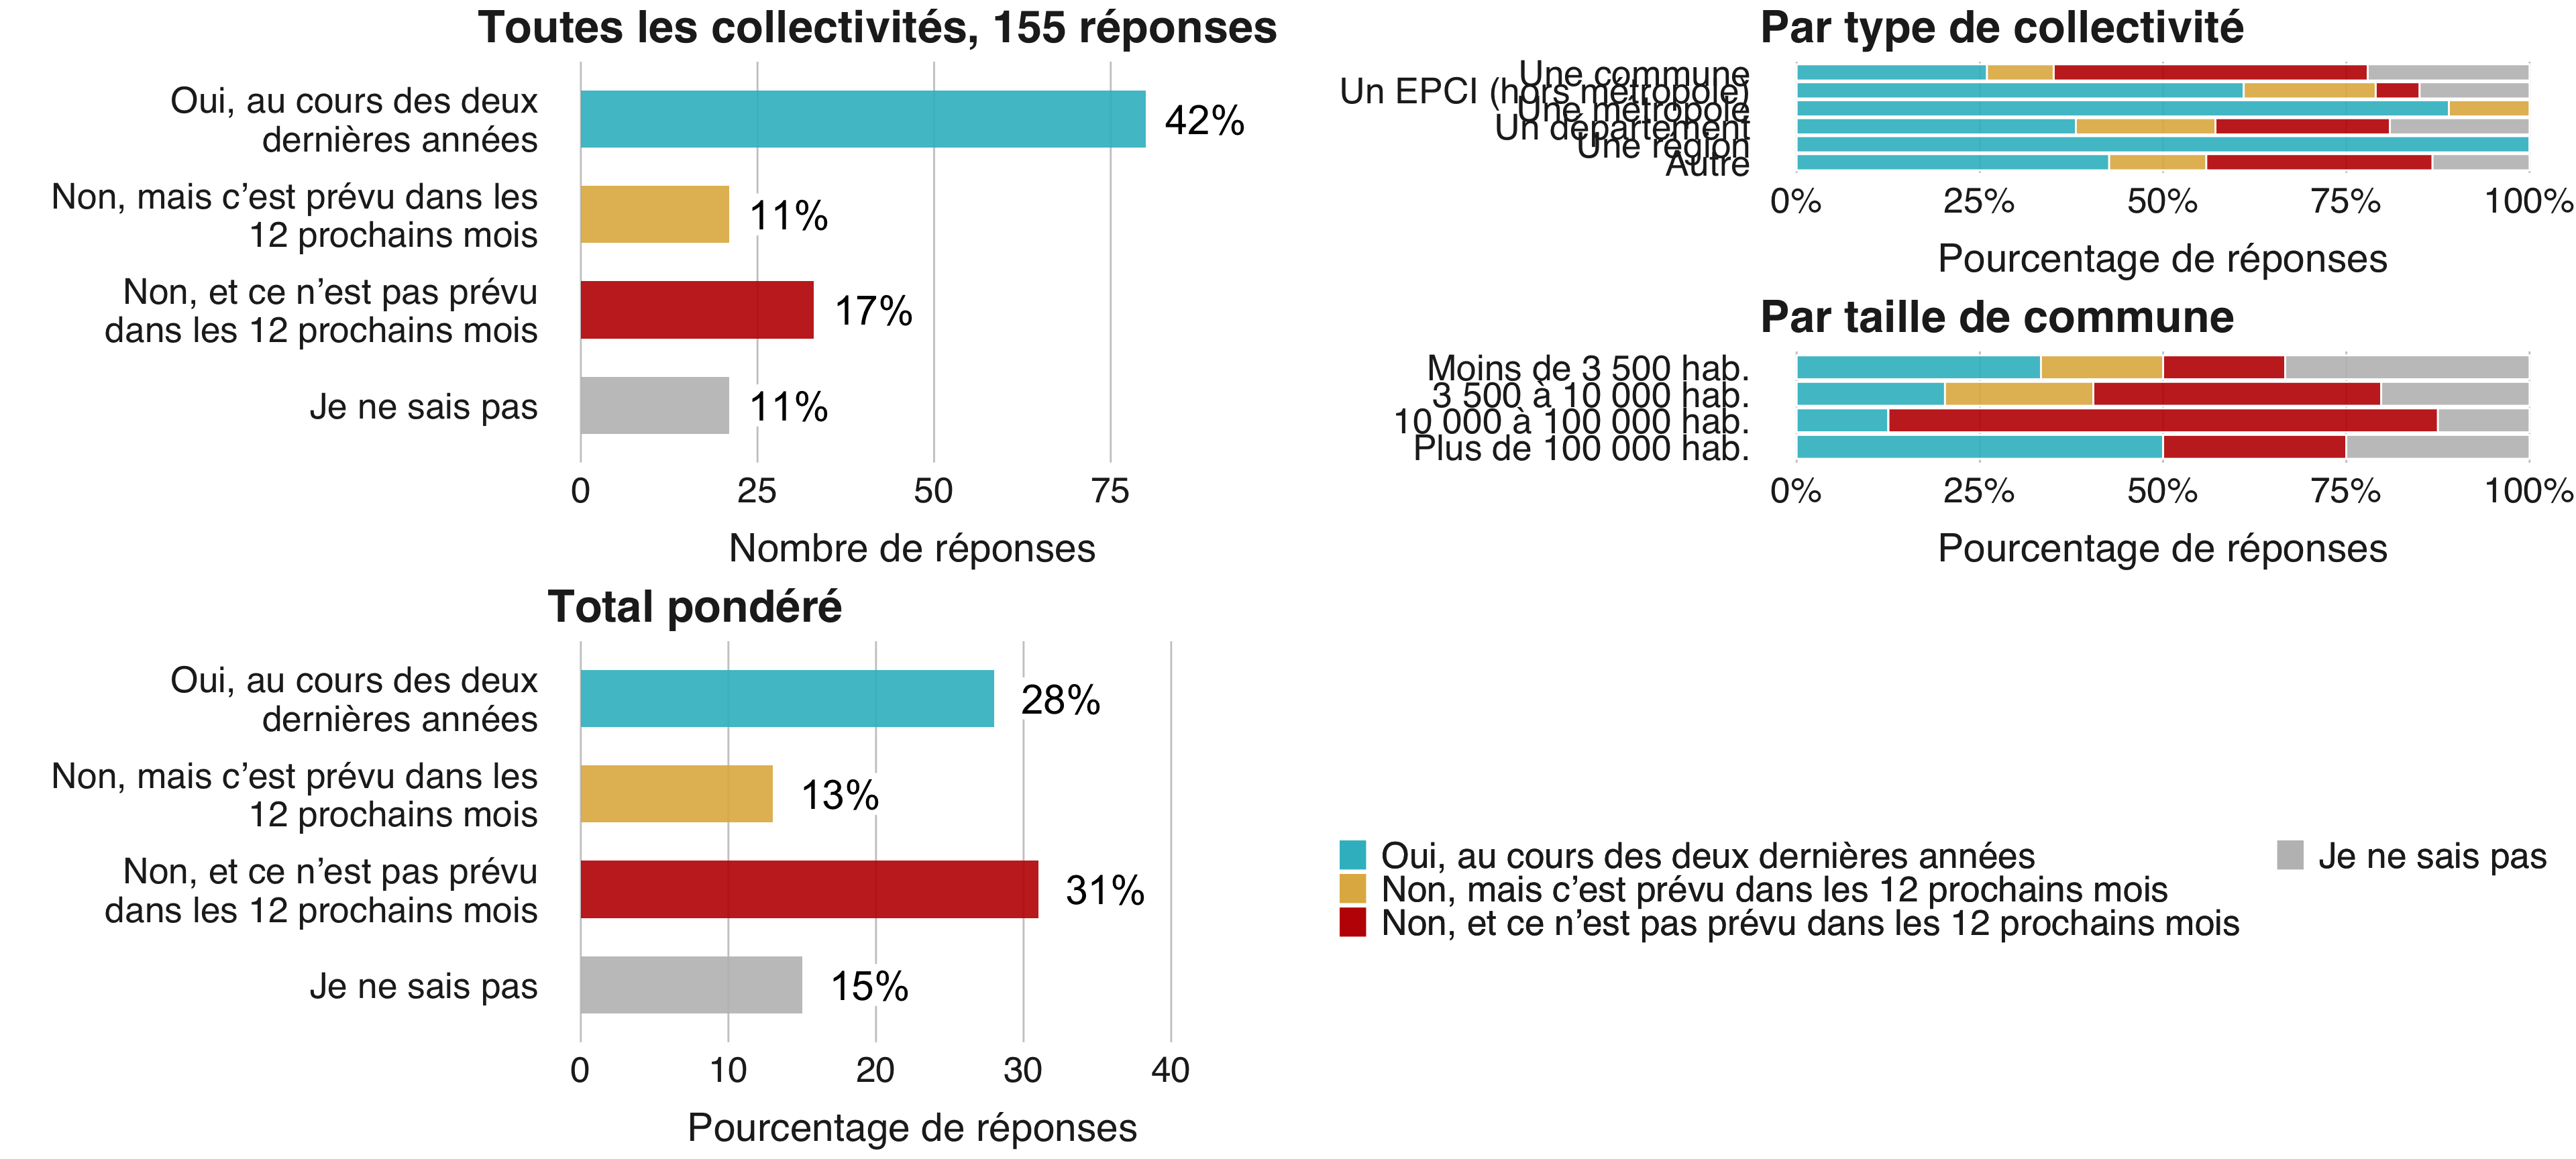 Toutes les collectivités, 155 réponses
Oui, au cours des deux
dernières années
42%
Non, mais c’est prévu dans les
12 prochains mois
11%
Non, et ce n’est pas prévu
dans les 12 prochains mois
17%
Je ne sais pas
11%
0 25 50 75
Nombre de réponses
Total pondéré
Oui, au cours des deux
dernières années
28%
Non, mais c’est prévu dans les
12 prochains mois
13%
Non, et ce n’est pas prévu
dans les 12 prochains mois
31%
Je ne sais pas
15%
0 10 20 30 40
Pourcentage de réponses
Par type de collectivité
Une commune
Un EPCI (hors métropole)
Une métropole
Un département
Une région
Autre
0% 25% 50% 75% 100%
Pourcentage de réponses
Par taille de commune
Moins de 3 500 hab.
3 500 à 10 000 hab.
10 000 à 100 000 hab.
Plus de 100 000 hab.
0% 25% 50% 75% 100%
Pourcentage de réponses
Oui, au cours des deux dernières années
Non, mais c’est prévu dans les 12 prochains mois
Non, et ce n’est pas prévu dans les 12 prochains mois
Je ne sais pas